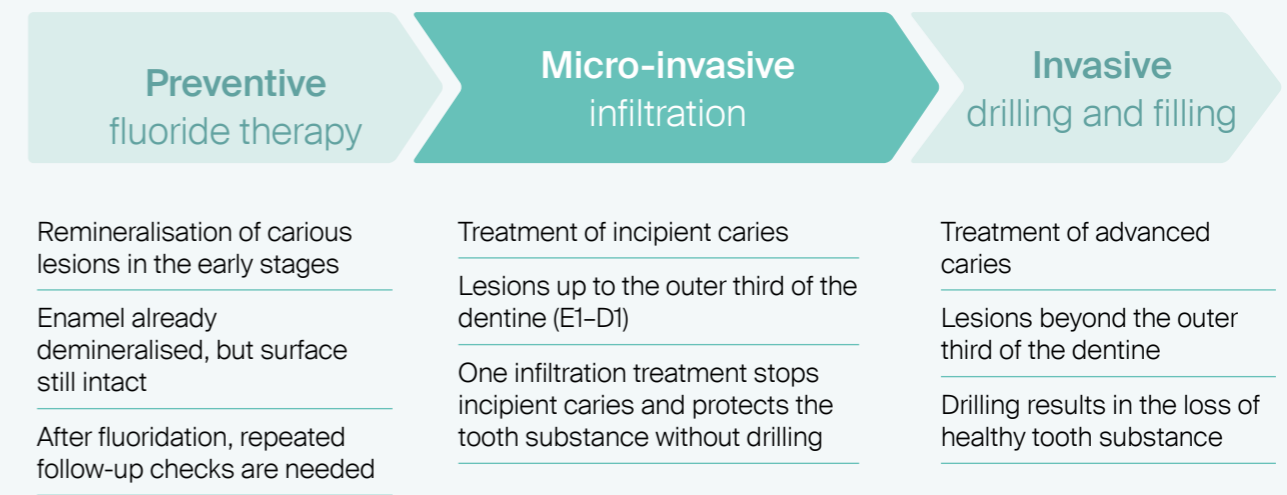 Preventive
fluoride therapy
Micro-invasive
infiltration
Invasive
drilling and filling
Remineralisation of carious
lesions in the early stages
Enamel already
demineralised, but surface
still intact
After fluoridation, repeated
follow-up checks are needed
Treatment of incipient caries
Lesions up to the outer third of the
dentine (E1–D1)
One infiltration treatment stops
incipient caries and protects the
tooth substance without drilling
Treatment of advanced
caries
Lesions beyond the outer
third of the dentine
Drilling results in the loss of
healthy tooth substance